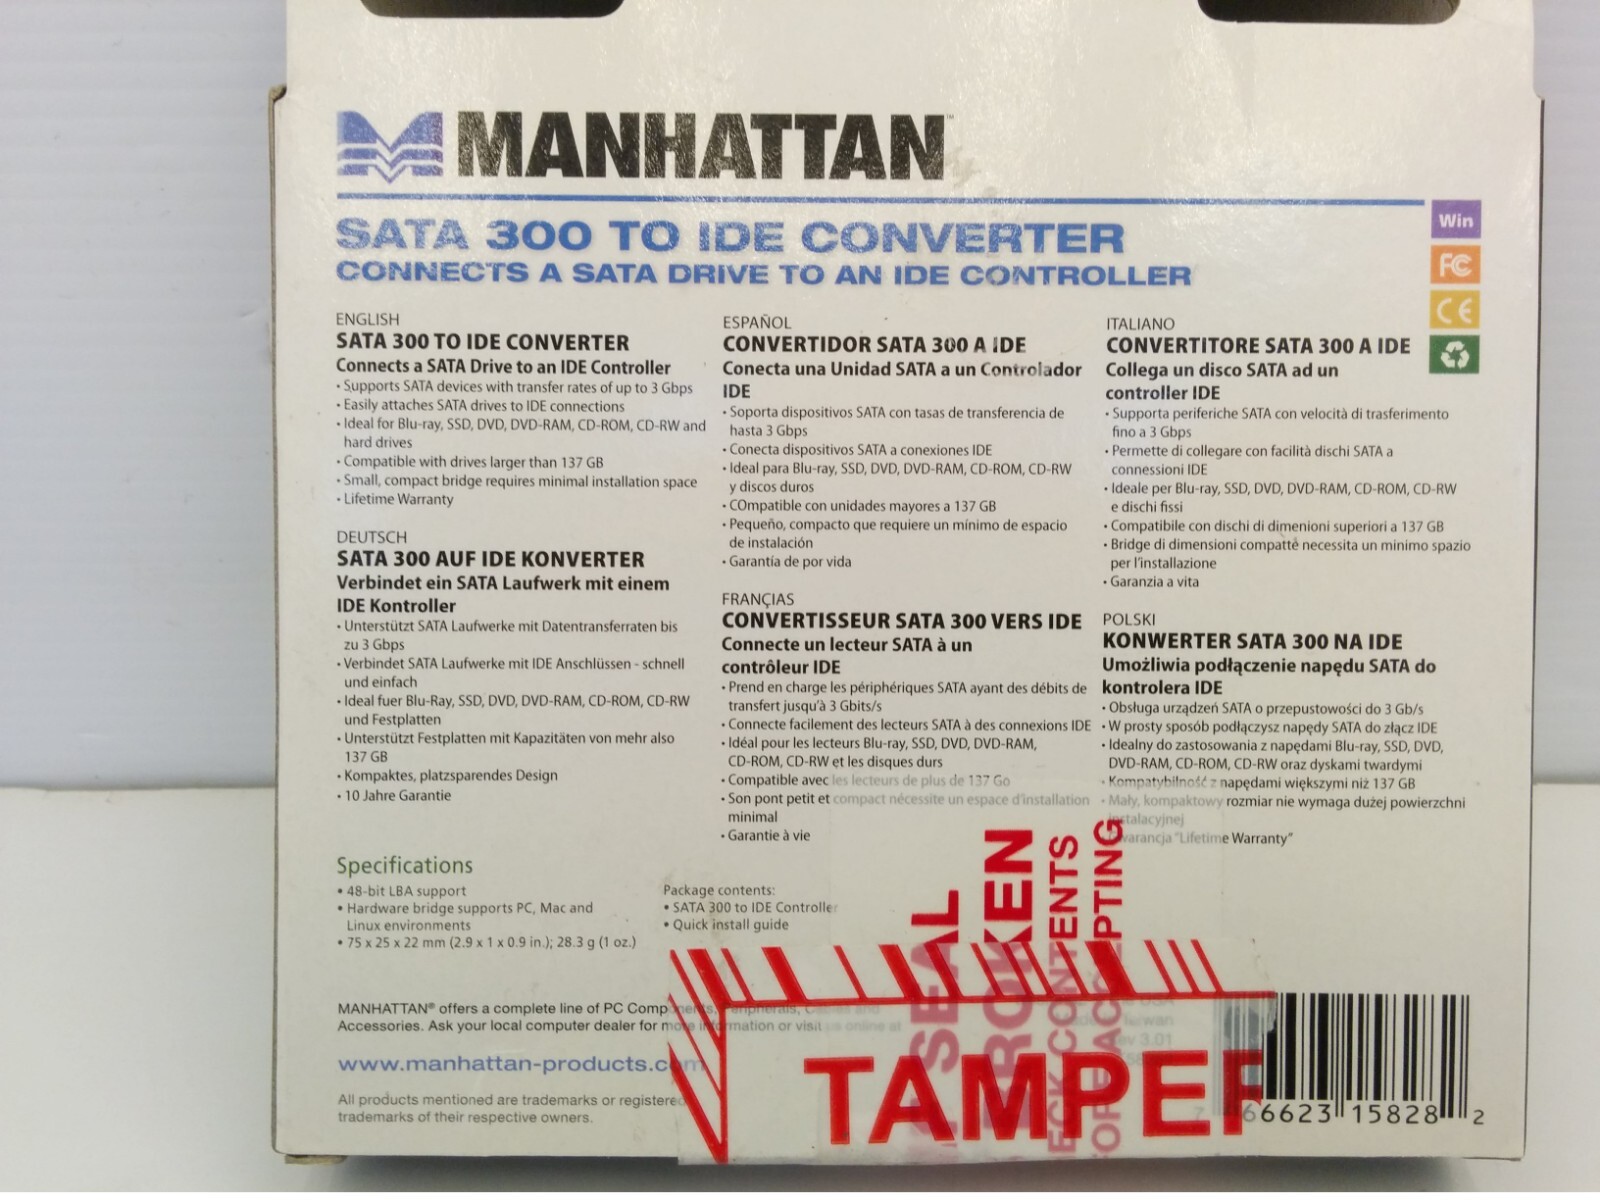 MANHATTAN™
SATA 300 TO IDE CONVERTER
CONNECTS A SATA DRIVE TO AN IDE CONTROLLER
Win
FC
CE
ENGLISH
SATA 300 TO IDE CONVERTER
Connects a SATA Drive to an IDE Controller
• Supports SATA devices with transfer rates of up to 3 Gbps
• Easily attaches SATA drives to IDE connections
• Ideal for Blu-ray, SSD, DVD, DVD-RAM, CD-ROM, CD-RW and
hard drives
• Compatible with drives larger than 137 GB
• Small, compact bridge requires minimal installation space
• Lifetime Warranty
DEUTSCH
SATA 300 AUF IDE KONVERTER
Verbindet ein SATA Laufwerk mit einem
IDE Kontroller
• Unterstützt SATA Laufwerke mit Datentransferraten bis
zu 3 Gbps
• Verbindet SATA Laufwerke mit IDE Anschlüssen - schnell
und einfach
• Ideal fuer Blu-Ray, SSD, DVD, DVD-RAM, CD-ROM, CD-RW
und Festplatten
• Unterstützt Festplatten mit Kapazitäten von mehr also
137 GB
• Kompaktes, platzsparendes Design
• 10 Jahre Garantie
ESPAÑOL
CONVERTIDOR SATA 300 A IDE
Conecta una Unidad SATA a un Controlador
IDE
• Soporta dispositivos SATA con tasas de transferencia de
hasta 3 Gbps
• Conecta dispositivos SATA a conexiones IDE
• Ideal para Blu-ray, SSD, DVD, DVD-RAM, CD-ROM, CD-RW
y discos duros
• COmpatible con unidades mayores a 137 GB
• Pequeño, compacto que requiere un mínimo de espacio
de instalación
• Garantía de por vida
FRANÇIAS
CONVERTISSEUR SATA 300 VERS IDE
Connecte un lecteur SATA à un
contrôleur IDE
• Prend en charge les périphériques SATA ayant des débits de
transfert jusqu'à 3 Gbits/s
• Connecte facilement des lecteurs SATA à des connexions IDE
• Idéal pour les lecteurs Blu-ray, SSD, DVD, DVD-RAM,
CD-ROM, CD-RW et les disques durs
• Compatible avec les lecteurs de plus de 137 Go
• Son pont petit et compact nécessite un espace d'installation
minimal
• Garantie à vie
ITALIANO
CONVERTITORE SATA 300 A IDE
Collega un disco SATA ad un
controller IDE
• Supporta periferiche SATA con velocità di trasferimento
fino a 3 Gbps
• Permette di collegare con facilità dischi SATA a
connessioni IDE
• Ideale per Blu-ray, SSD, DVD, DVD-RAM, CD-ROM, CD-RW
e dischi fissi
• Compatibile con dischi di dimenioni superiori a 137 GB
• Bridge di dimensioni compatte necessita un minimo spazio
per l'installazione
• Garanzia a vita
POLSKI
KONWERTER SATA 300 NA IDE
Umożliwia podłączenie napędu SATA do
kontrolera IDE
• Obsługa urządzeń SATA o przepustowości do 3 Gb/s
• W prosty sposób podłączysz napędy SATA do złącz IDE
• Idealny do zastosowania z napędami Blu-ray, SSD, DVD,
DVD-RAM, CD-ROM, CD-RW oraz dyskami twardymi
• Kompatybilność z napędami większymi niż 137 GB
• Mały, kompaktowy rozmiar nie wymaga dużej powierzchni
instalacyjnej
Gwarancja "Lifetime Warranty"
Specifications
• 48-bit LBA support
• Hardware bridge supports PC, Mac and
Linux environments
• 75 x 25 x 22 mm (2.9 x 1 x 0.9 in.); 28.3 g (1 oz.)
Package contents:
• SATA 300 to IDE Controller
• Quick install guide
MANHATTAN® offers a complete line of PC Components, Peripherals, Cables and
Accessories. Ask your local computer dealer for more information or visit us online at
www.manhattan-products.com
All products mentioned are trademarks or registered
trademarks of their respective owners.
SEAL
BROKEN
CONTENTS
TAMPER
7 66623 15828 2